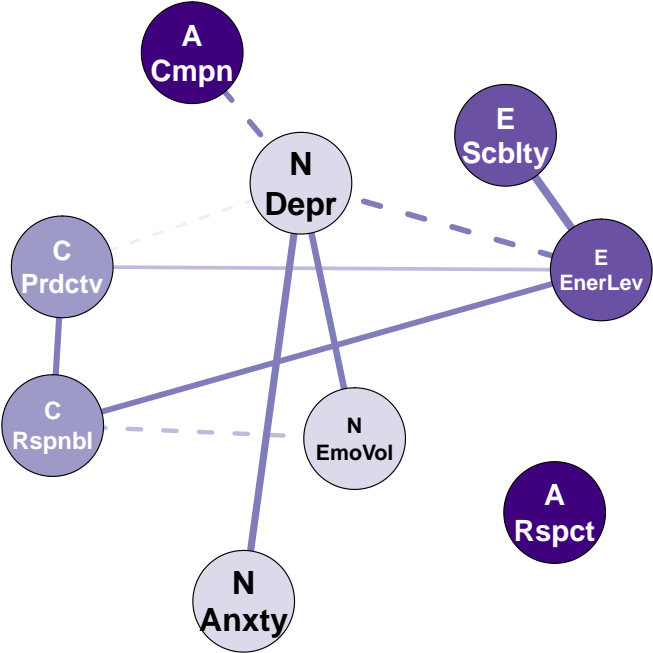 A
Cmpn
E
Scblty
N
Depr
C
Prdctv
E
EnerLev
C
Rspnbl
N
EmoVol
A
Rspct
N
Anxty